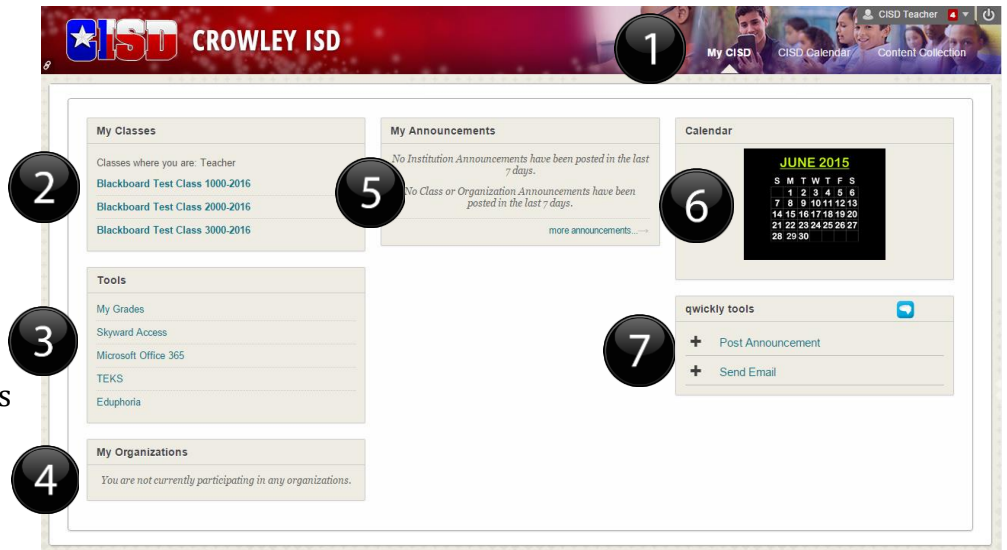 CISD Teacher 4
CISD CROWLEY ISD
1
My CISD CISD Calendar Content Collection
My Classes
2
Classes where you are: Teacher
Blackboard Test Class 1000-2016
Blackboard Test Class 2000-2016
Blackboard Test Class 3000-2016
Tools
3
My Grades
Skyward Access
Microsoft Office 365
TEKS
Eduphoria
s
My Organizations
4
You are not currently participating in any organizations.
My Announcements
5
No Institution Announcements have been posted in the last
7 days.
No Class or Organization Announcements have been
posted in the last 7 days.
more announcements...→
Calendar
6
JUNE 2015
S M T W T F S
1 2 3 4 5 6
7 8 9 10 11 12 13
14 15 16 17 18 19 20
21 22 23 24 25 26 27
28 29 30
qwickly tools
7
+ Post Announcement
+ Send Email